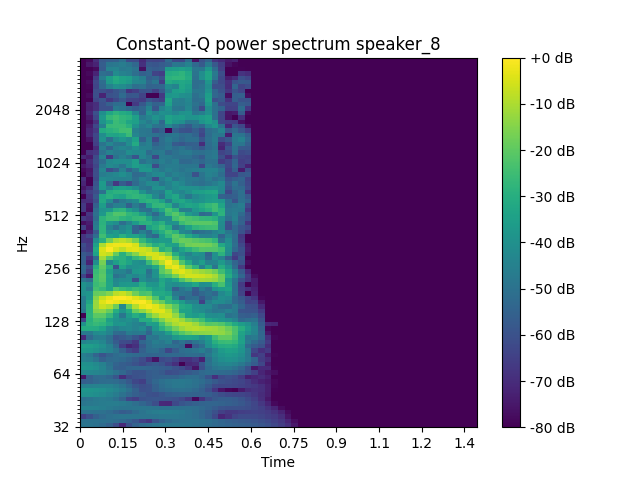 Constant-Q power spectrum speaker_8
Hz
2048
1024
512
256
128
64
32
0 0.15 0.3 0.45 0.6 0.75 0.9 1.1 1.2 1.4
Time
+0 dB
-10 dB
-20 dB
-30 dB
-40 dB
-50 dB
-60 dB
-70 dB
-80 dB